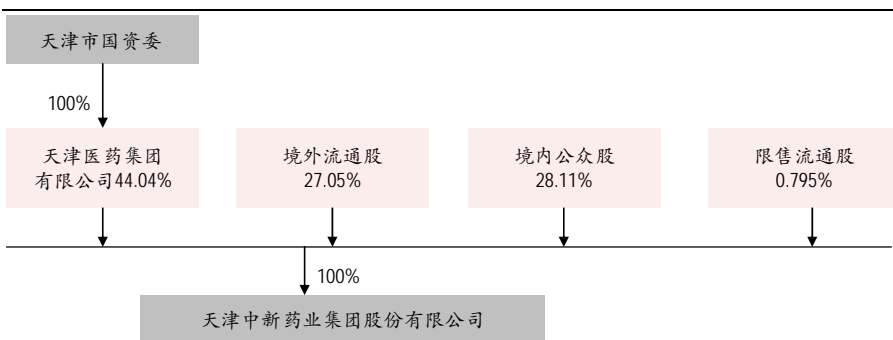 天津市国资委
100%
天津医药集团
有限公司44.04%
境外流通股
27.05%
境内公众股
28.11%
限售流通股
0.795%
100%
天津中新药业集团股份有限公司